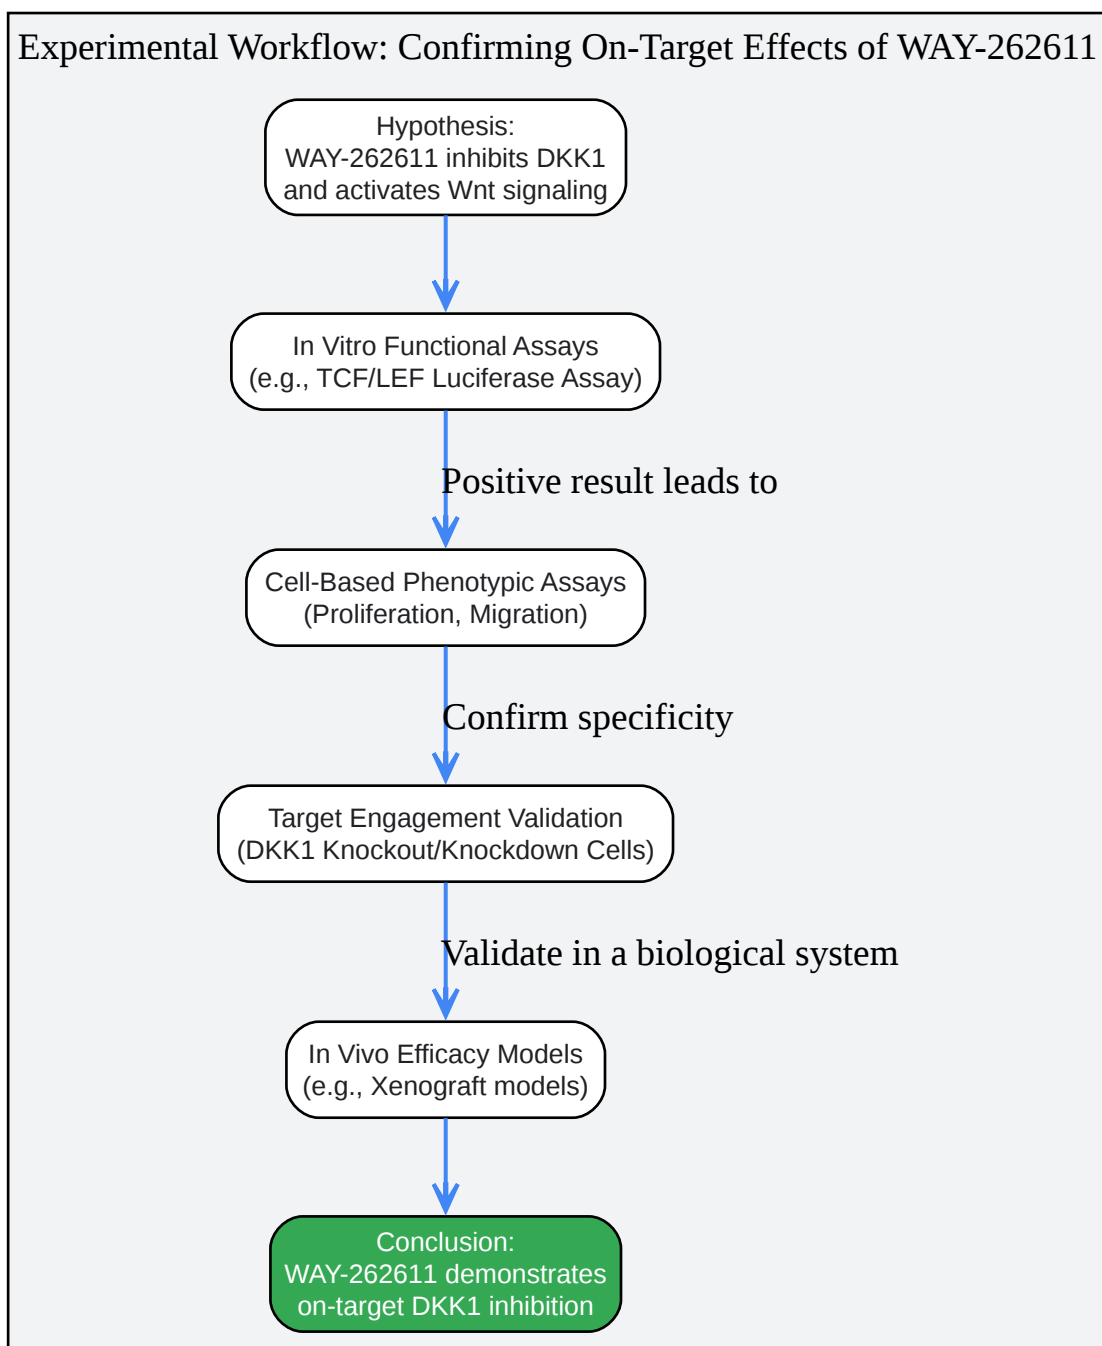 Experimental Workflow: Confirming On-Target Effects of WAY-262611
Hypothesis:
WAY-262611 inhibits DKK1
and activates Wnt signaling
In Vitro Functional Assays
(e.g., TCF/LEF Luciferase Assay)
Positive result leads to
Cell-Based Phenotypic Assays
(Proliferation, Migration)
Confirm specificity
Target Engagement Validation
(DKK1 Knockout/Knockdown Cells)
Validate in a biological system
In Vivo Efficacy Models
(e.g., Xenograft models)
Conclusion:
WAY-262611 demonstrates
on-target DKK1 inhibition